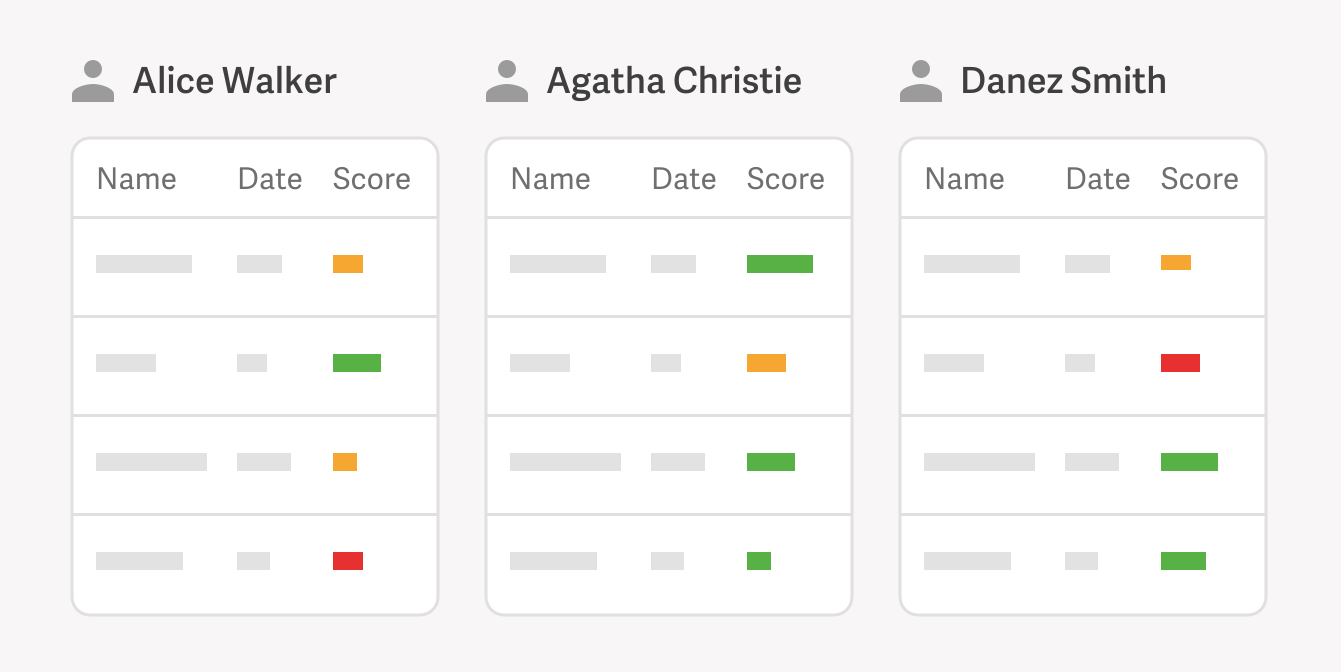 Alice Walker
Name Date Score
Agatha Christie
Name Date Score
Danez Smith
Name Date Score